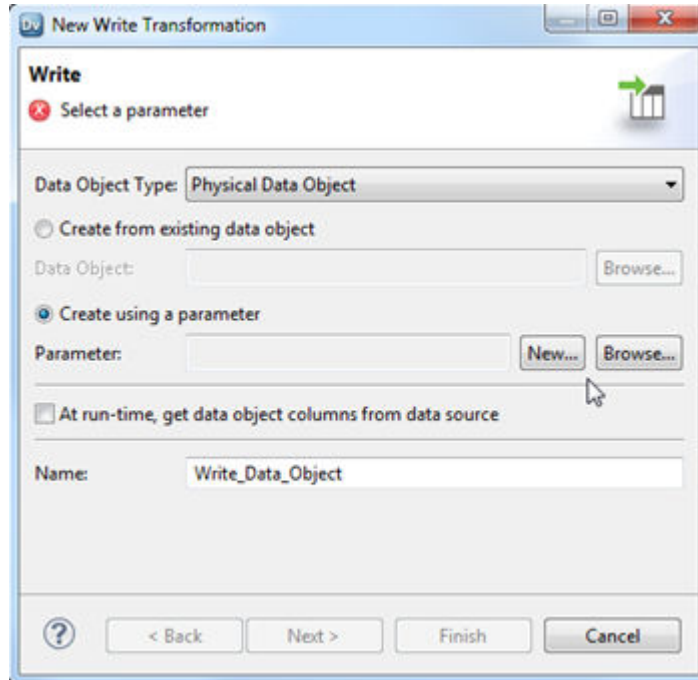 Dv New Write Transformation
Write
Select a parameter
Data Object Type: Physical Data Object
Create from existing data object
Data Object: Browse...
Create using a parameter
Parameter: New... Browse...
At run-time, get data object columns from data source
Name: Write_Data_Object
? < Back Next > Finish Cancel